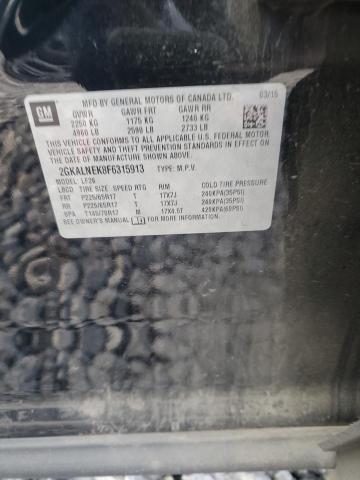 GM
MFD BY GENERAL MOTORS OF CANADA LTD. 03/15
GVWR GAWR FRT GAWR RR
2250 KG 1175 KG 1240 KG
4960 LB 2590 LB 2733 LB
THIS VEHICLE CONFORMS TO ALL APPLICABLE U.S. FEDERAL MOTOR
VEHICLE SAFETY, BUMPER, AND THEFT PREVENTION STANDARDS
IN EFFECT ON THE DATE OF MANUFACTURE SHOWN ABOVE.
2GKALNEK8F6315913 TYPE: M.P.V.
MODEL: LF26
LOCD TIRE SIZE SPEED RTG RIM COLD TIRE PRESSURE
FRT P225/65R17 T 17X7J 240KPA(35PSI)
RR P225/65R17 T 17X7J 240KPA(35PSI)
SPA T145/70R17 M 17X4.5T 420KPA(60PSI)
SEE OWNER'S MANUAL FOR MORE INFORMATION.